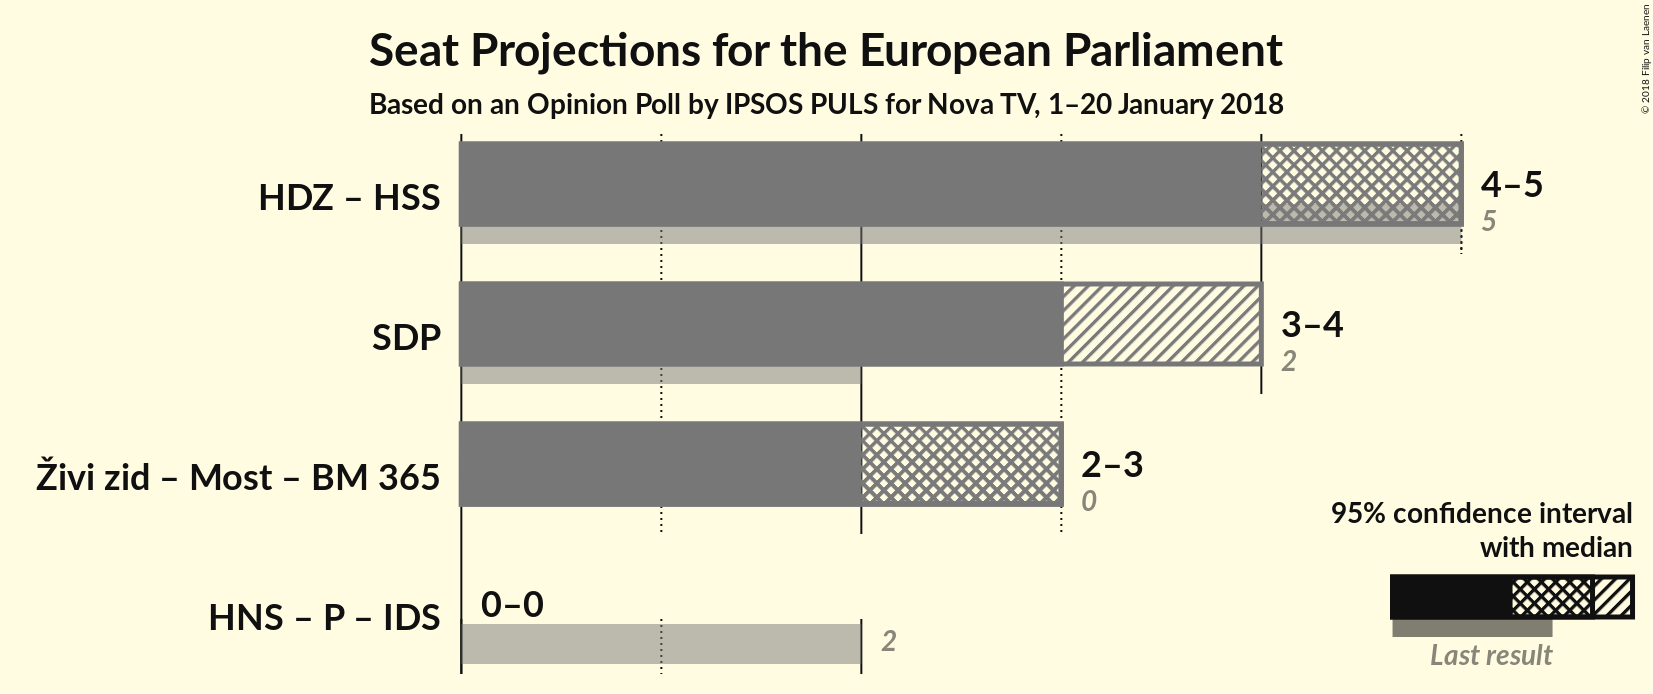 Seat Projections for the European Parliament
Based on an Opinion Poll by IPSOS PULS for Nova TV, 1–20 January 2018
© 2018 Filip van Laenen
HDZ – HSS
4–5
5
SDP
3–4
2
Živi zid – Most – BM 365
2–3
0
HNS – P – IDS
0–0
2
95% confidence interval
with median
Last result